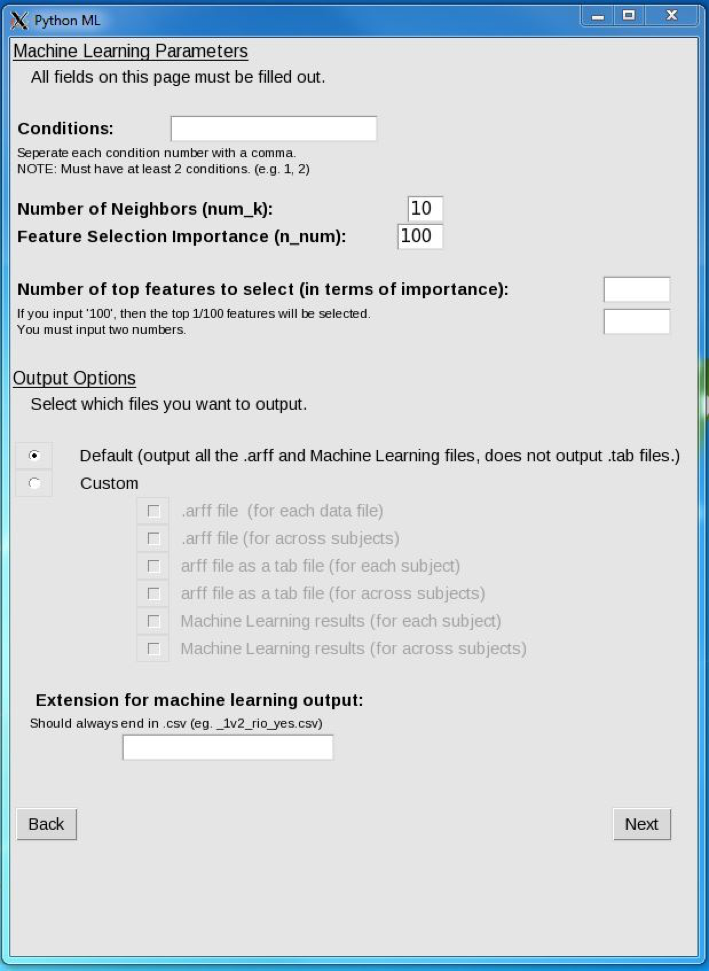 Python ML
Machine Learning Parameters
All fields on this page must be filled out.
Conditions:
Seperate each condition number with a comma.
NOTE: Must have at least 2 conditions. (e.g. 1, 2)
Number of Neighbors (num_k): 10
Feature Selection Importance (n_num): 100
Number of top features to select (in terms of importance):
If you input '100', then the top 1/100 features will be selected.
You must input two numbers.
Output Options
Select which files you want to output.
Default (output all the .arff and Machine Learning files, does not output .tab files.)
Custom
.arff file  (for each data file)
.arff file (for across subjects)
arff file as a tab file (for each subject)
arff file as a tab file (for across subjects)
Machine Learning results (for each subject)
Machine Learning results (for across subjects)
Extension for machine learning output:
Should always end in .csv (eg. _1v2_rio_yes.csv)
Back Next